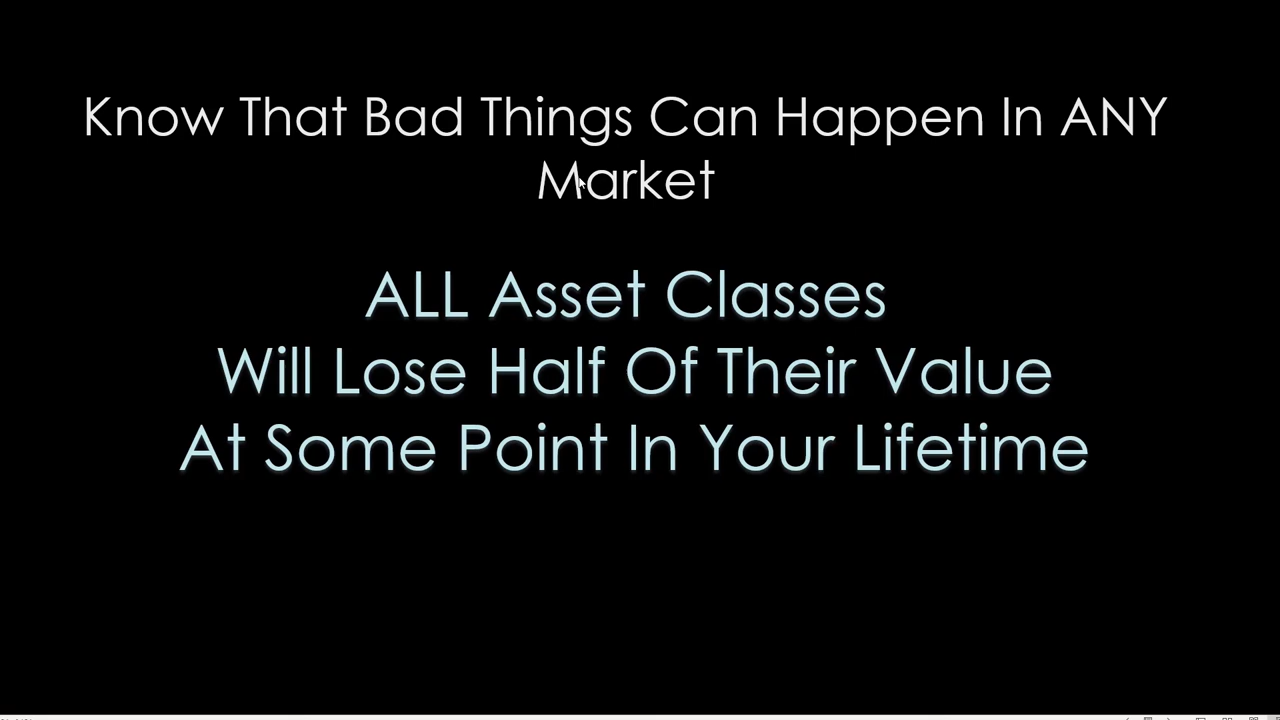 Know That Bad Things Can Happen In ANY
Market
ALL Asset Classes
Will Lose Half Of Their Value
At Some Point In Your Lifetime